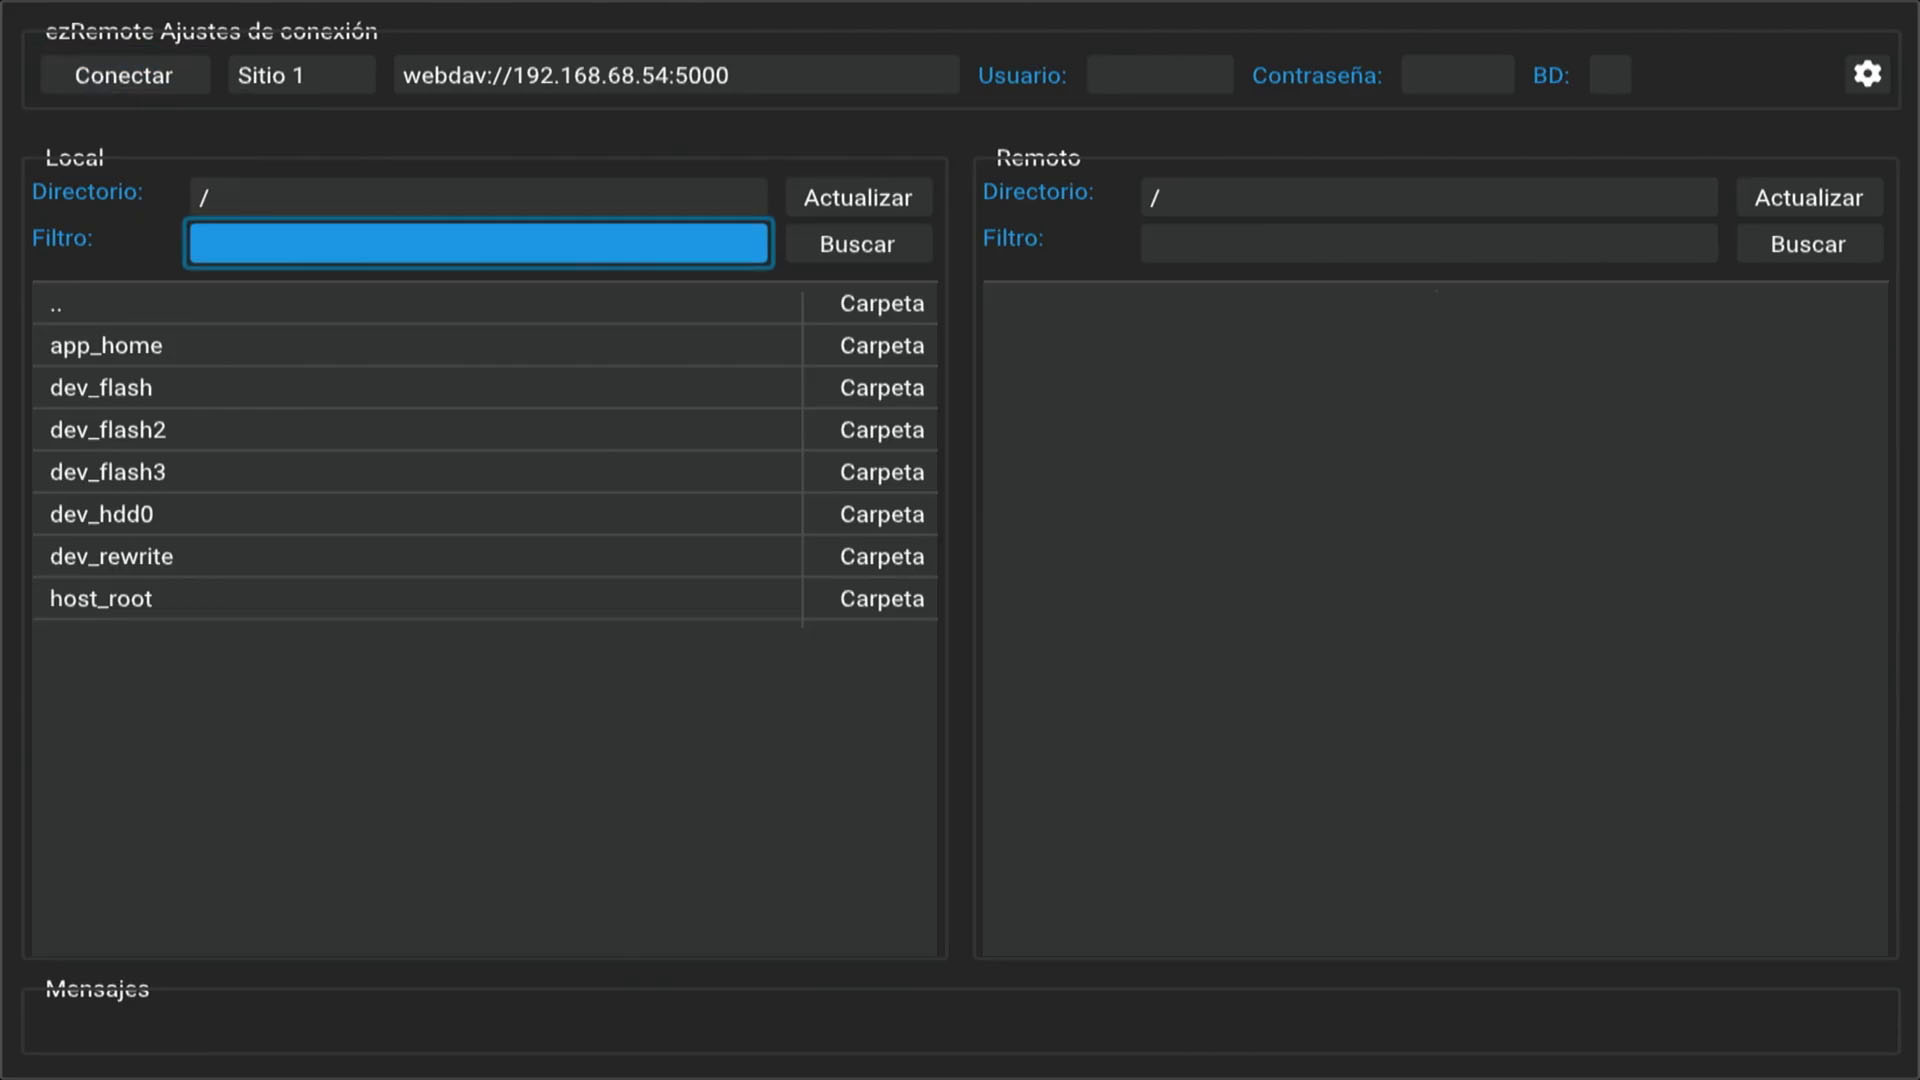 ezRemote Ajustes de conexión
Conectar Sitio 1 webdav://192.168.68.54:5000 Usuario: Contraseña: BD:
Local
Directorio: / Actualizar
Filtro: Buscar
.. Carpeta
app_home Carpeta
dev_flash Carpeta
dev_flash2 Carpeta
dev_flash3 Carpeta
dev_hdd0 Carpeta
dev_rewrite Carpeta
host_root Carpeta
Remoto
Directorio: / Actualizar
Filtro: Buscar
Mensajes